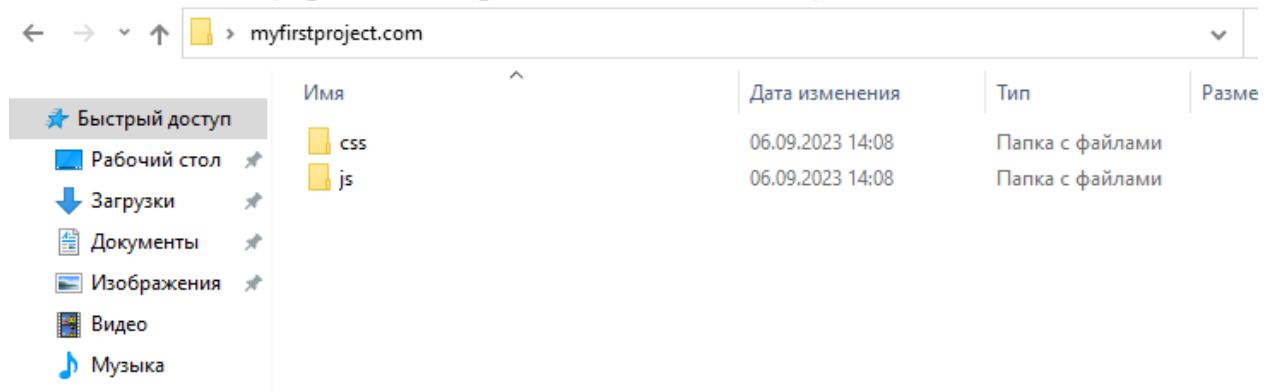 myfirstproject.com
Имя Дата изменения Тип Разме
Быстрый доступ
css 06.09.2023 14:08 Папка с файлами
Рабочий стол
js 06.09.2023 14:08 Папка с файлами
Загрузки
Документы
Изображения
Видео
Музыка